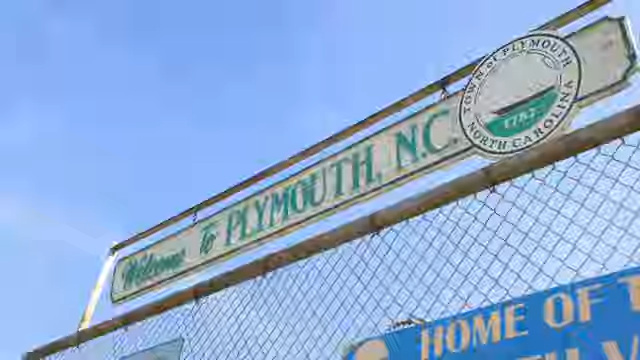 Welcome To PLYMOUTH, N.C.
TOWN of PLYMOUTH
1787
NORTH CAROLINA
HOME OF T